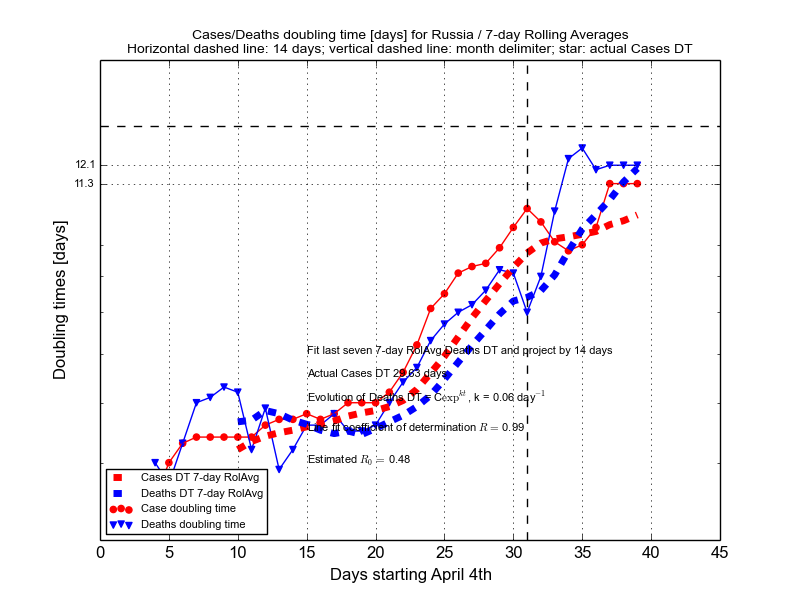 Cases/Deaths doubling time [days] for Russia / 7-day Rolling Averages
Horizontal dashed line: 14 days; vertical dashed line: month delimiter; star: actual Cases DT
12.1
11.3
Doubling times [days]
Fit last seven 7-day RolAvg Deaths DT and project by 14 days
Actual Cases DT 29.63 days
Evolution of Deaths DT = C exp^{kt}, k = 0.06 day^{-1}
fit coefficient of determination R = 0.99
Estimated R_0 = 0.48
Cases DT 7-day RolAvg
Deaths DT 7-day RolAvg
Case doubling time
Deaths doubling time
0 5 10 15 20 25 30 35 40 45
Days starting April 4th